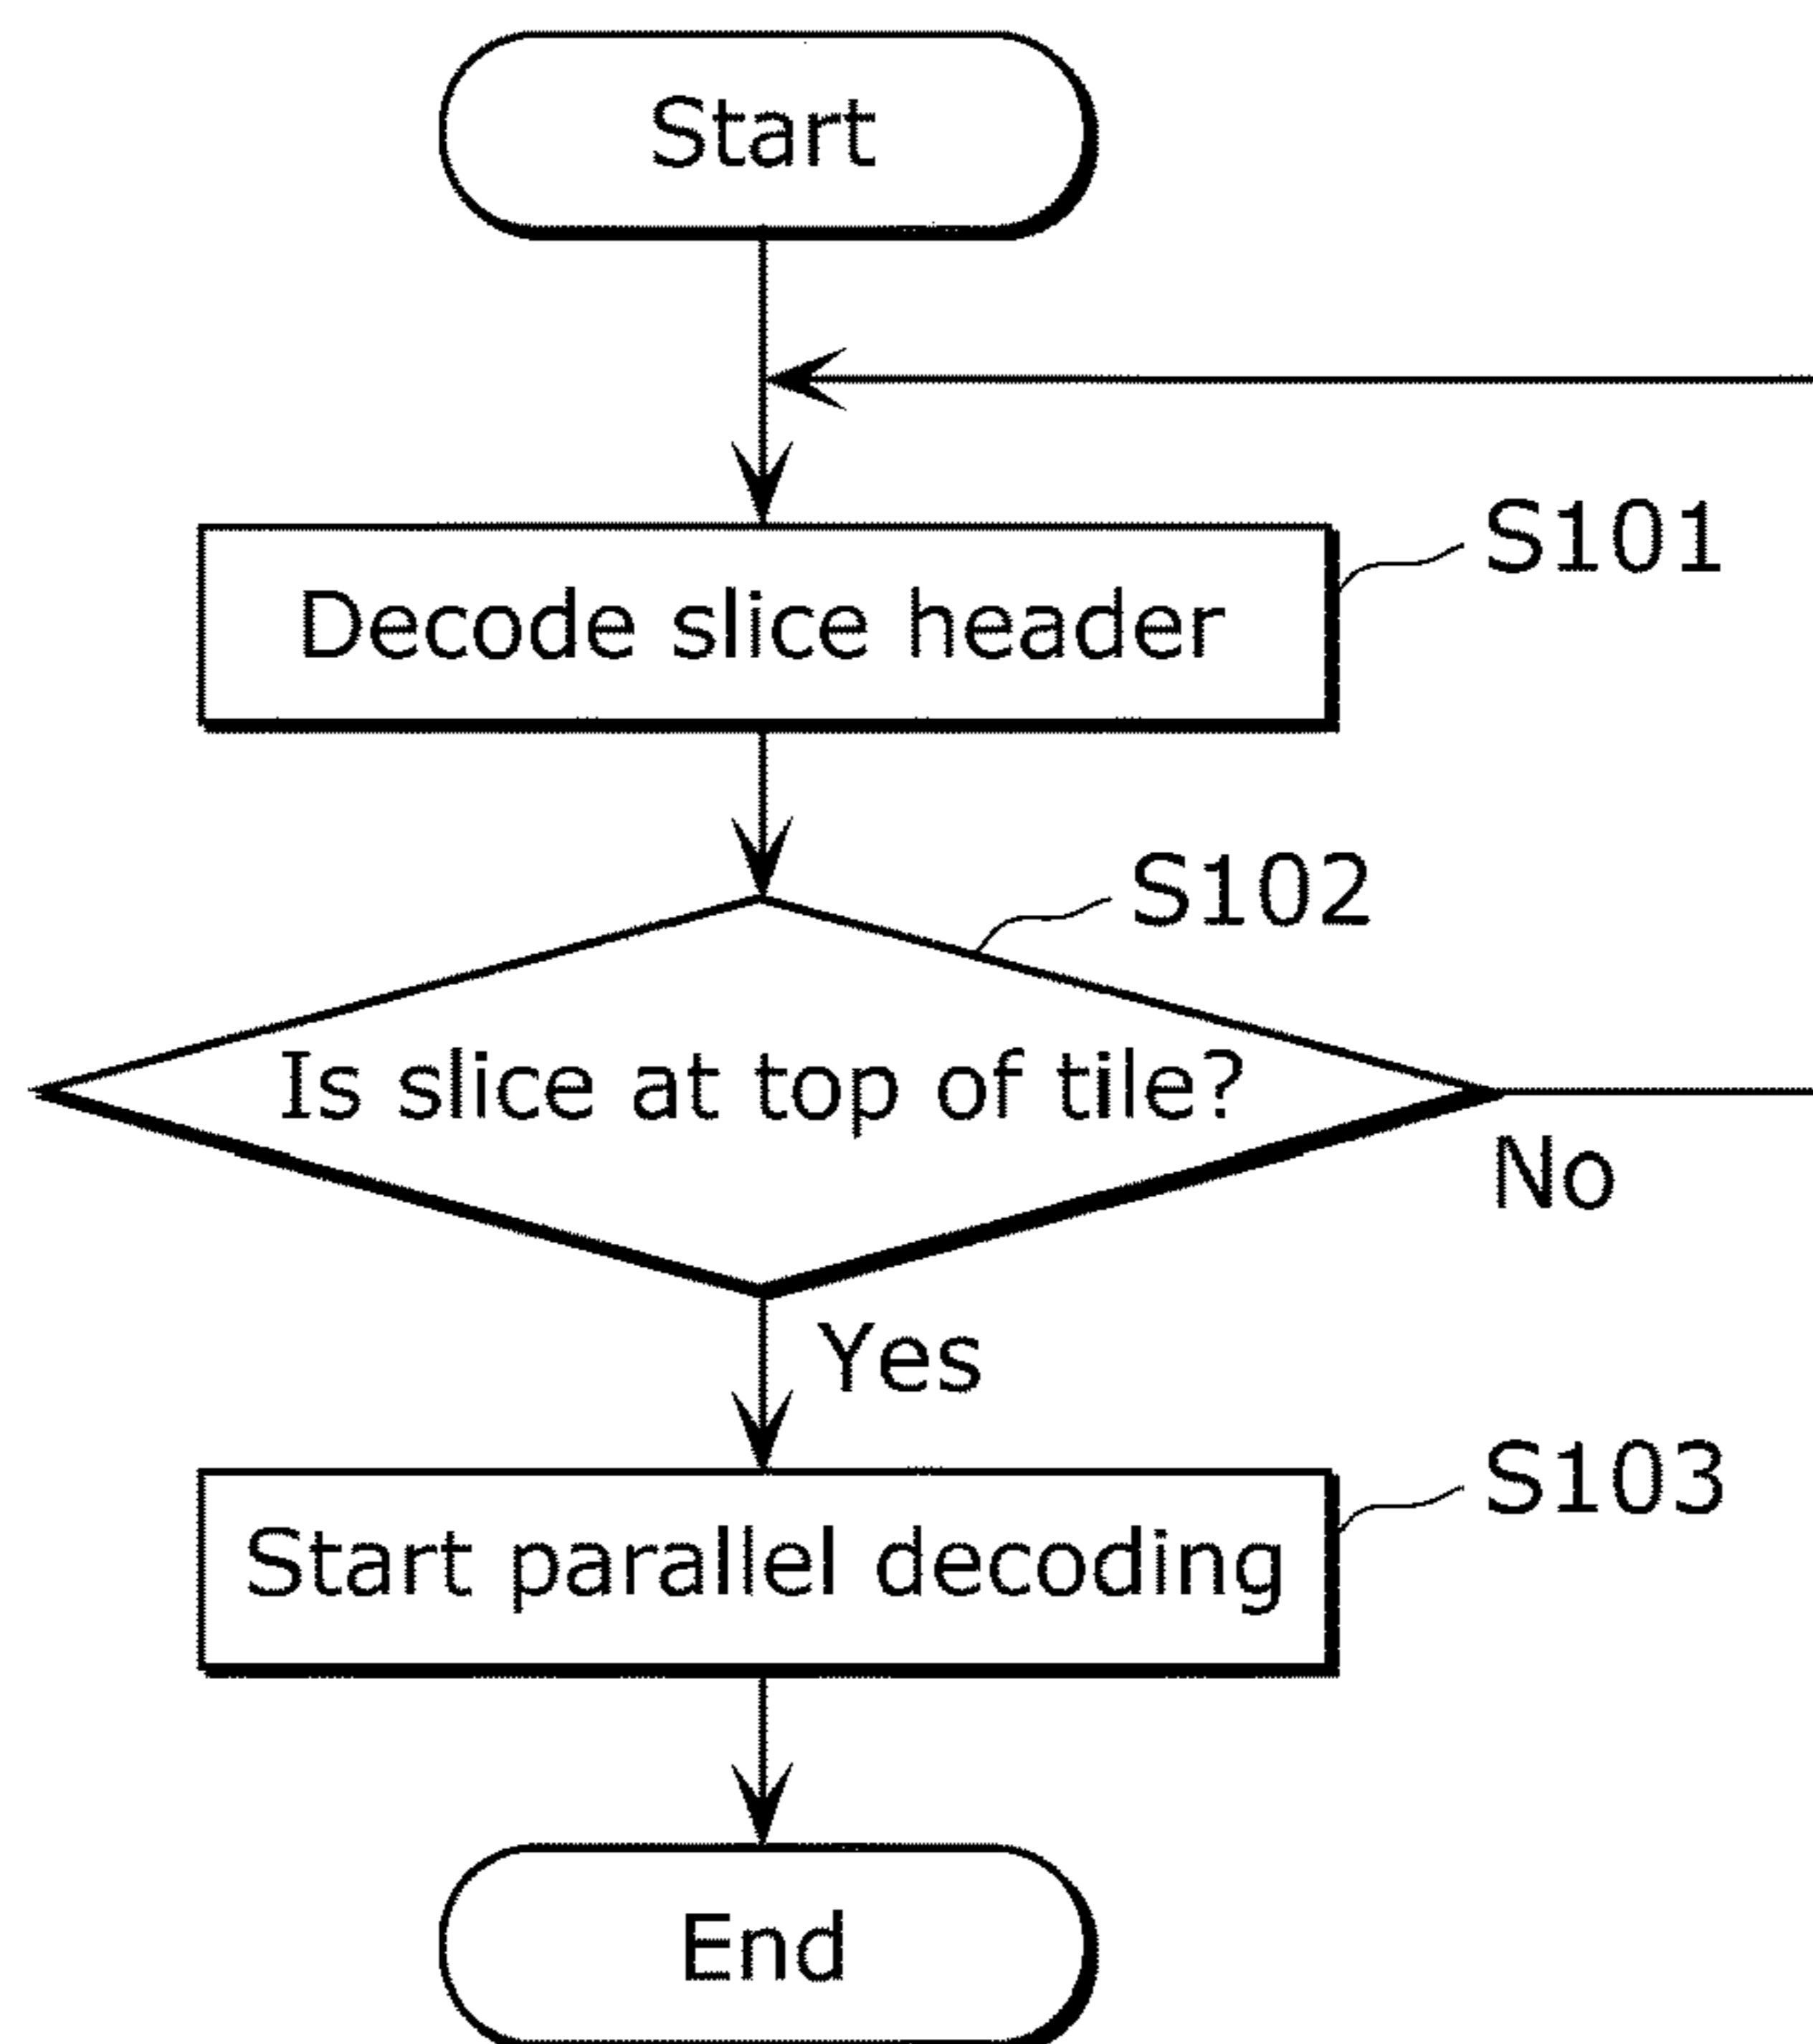 Start
S101
Decode slice header
S102
Is slice at top of tile?
No
Yes
S103
Start parallel decoding
End